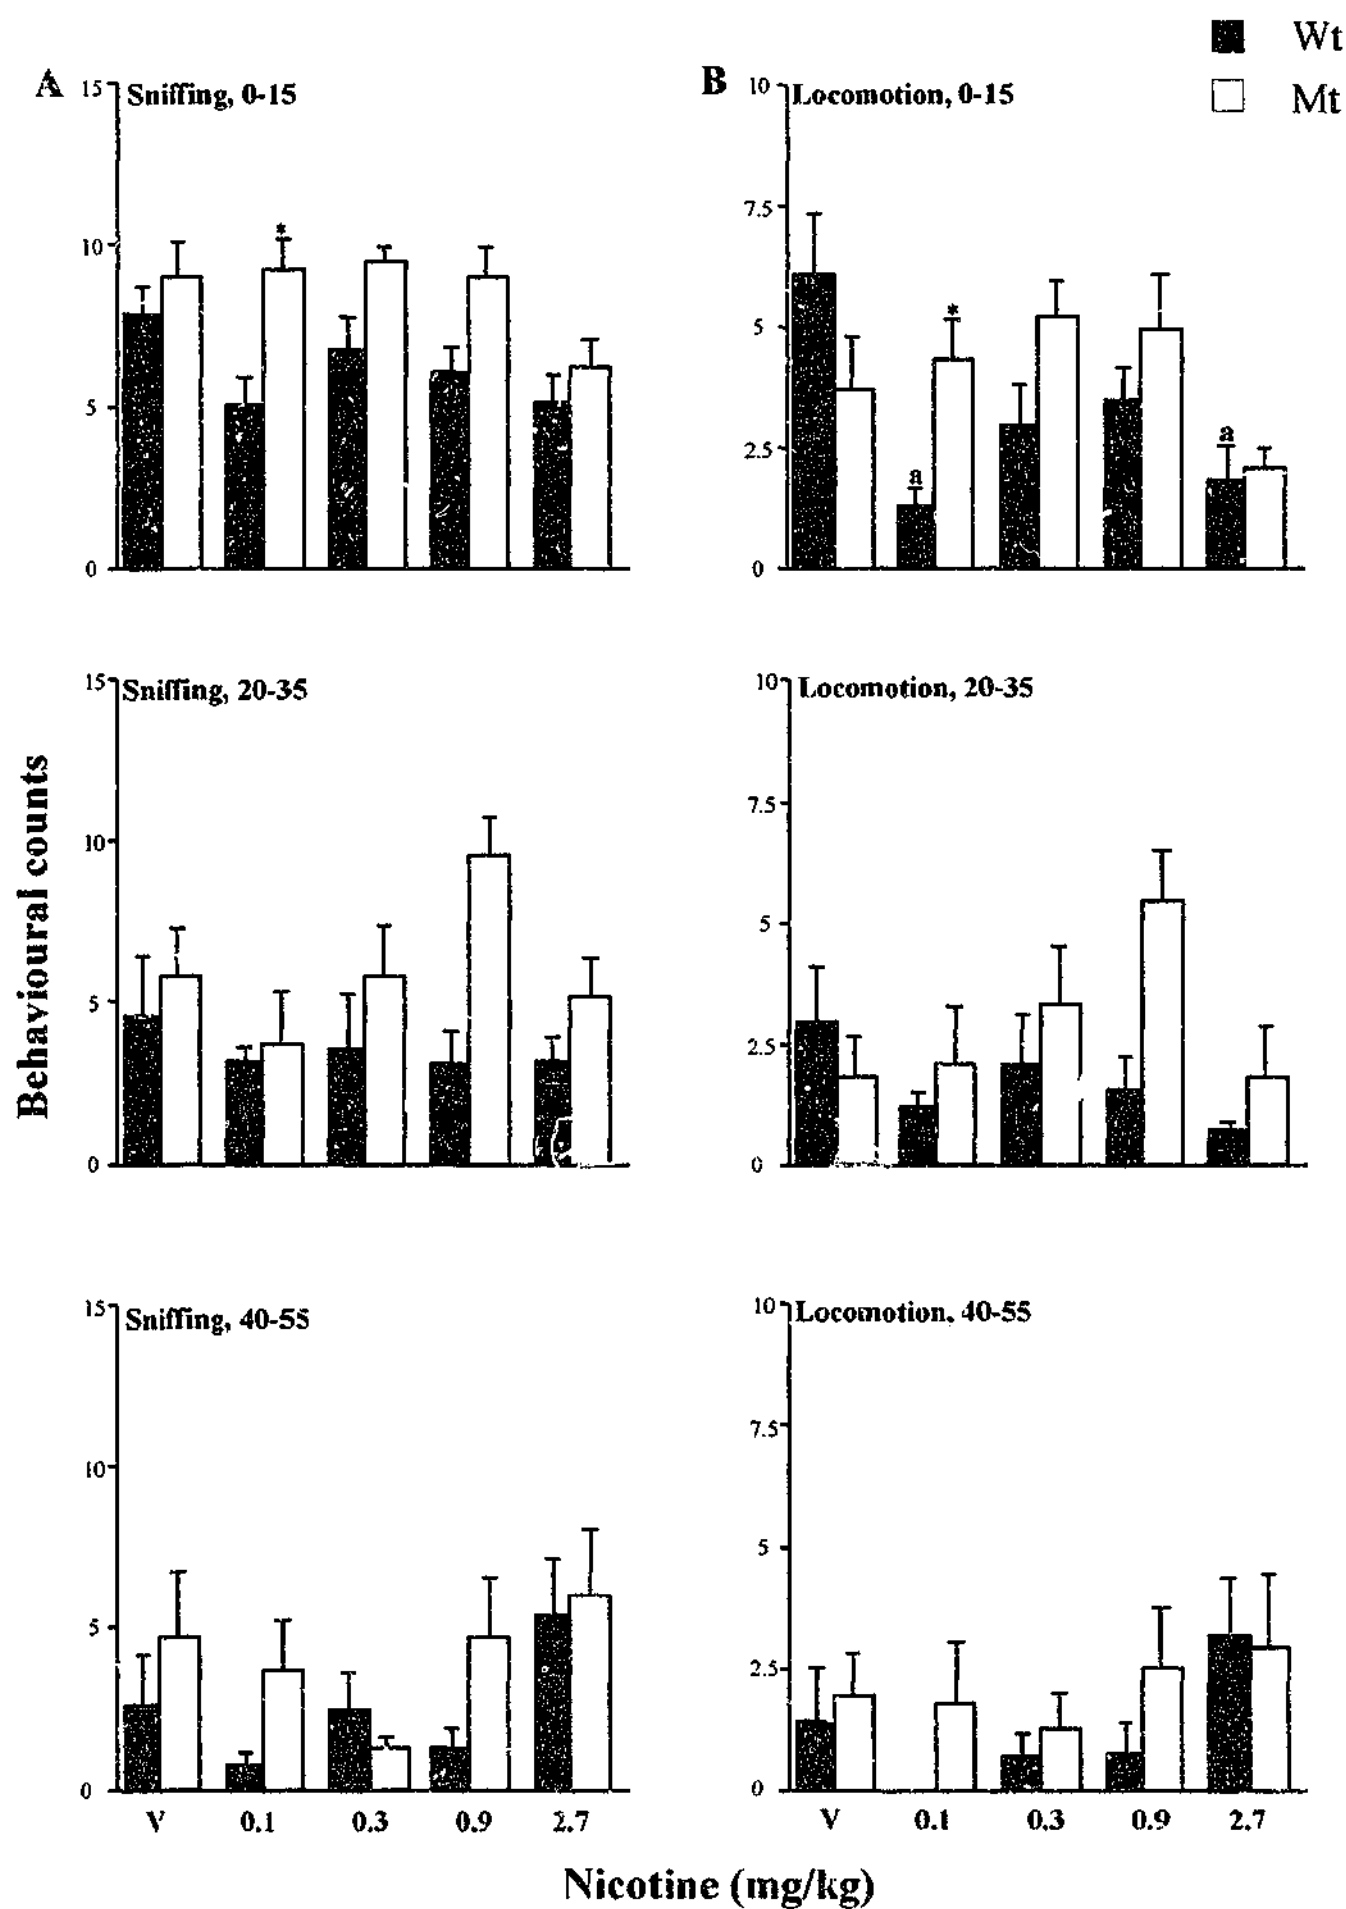 Wt
Mt
A
Sniffing, 0-15
15
10
5
0
*
B
Locomotion, 0-15
10
7.5
5
2.5
0
a
*
a
Behavioural counts
Sniffing, 20-35
15
10
5
0
Locomotion, 20-35
10
7.5
5
2.5
0
Sniffing, 40-55
15
10
5
0
V 0.1 0.3 0.9 2.7
Locomotion, 40-55
10
7.5
5
2.5
0
V 0.1 0.3 0.9 2.7
Nicotine (mg/kg)